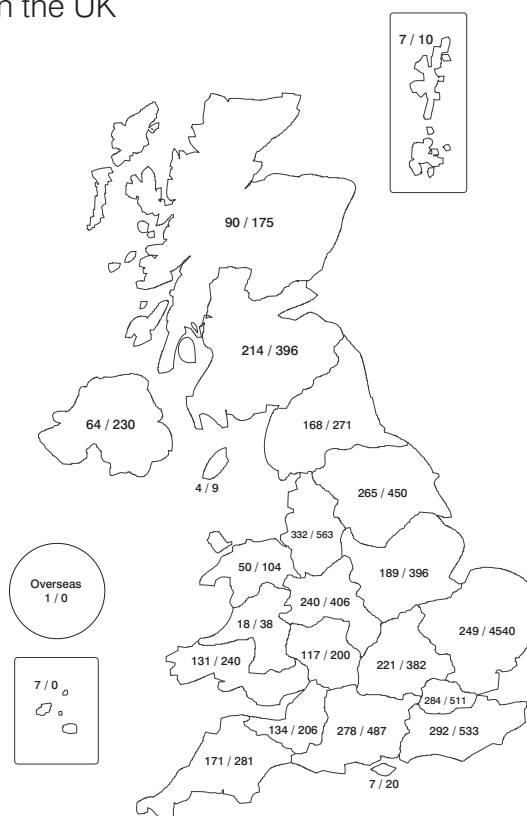 n the UK
7 / 10
90 / 175
214 / 396
64 / 230
168 / 271
4 / 9
265 / 450
332 / 563
50 / 104
189 / 396
Overseas
1 / 0
240 / 406
18 / 38
249 / 4540
117 / 200
131 / 240
221 / 382
7 / 0
284 / 511
134 / 206
278 / 487
292 / 533
171 / 281
7 / 20